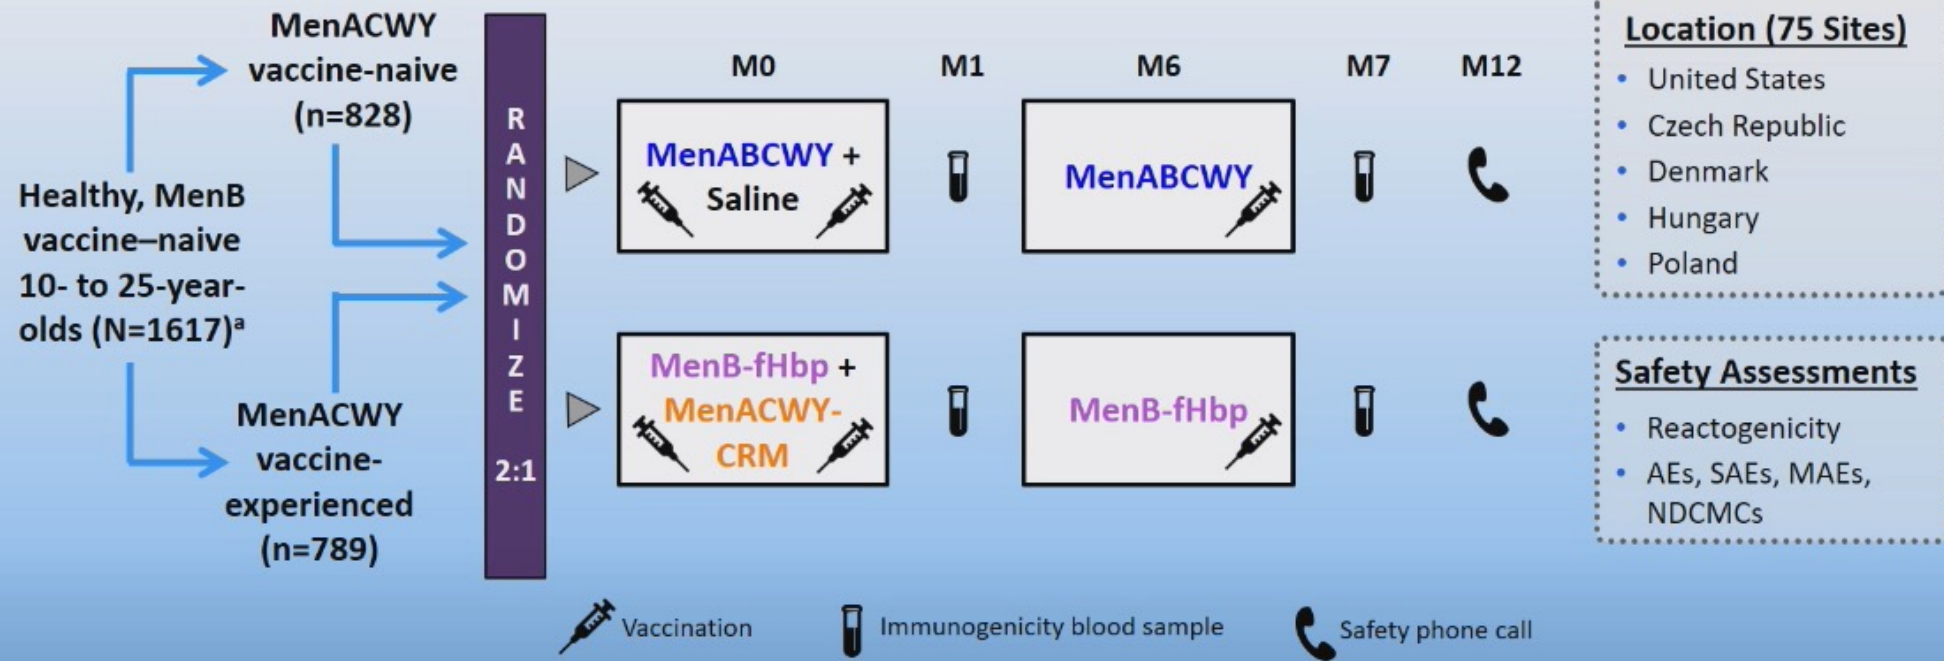 MenACWY
vaccine-naive
(n=828)
Healthy, MenB
vaccine–naive
10- to 25-year-
olds (N=1617)ᵃ
MenACWY
vaccine-
experienced
(n=789)
RANDOMIZE
2:1
M0
M1
M6
M7
M12
MenABCWY +
Saline
MenABCWY
MenB-fHbp +
MenACWY-
CRM
MenB-fHbp
Location (75 Sites)
• United States
• Czech Republic
• Denmark
• Hungary
• Poland
Safety Assessments
• Reactogenicity
• AEs, SAEs, MAEs,
NDCMCs
Vaccination
Immunogenicity blood sample
Safety phone call